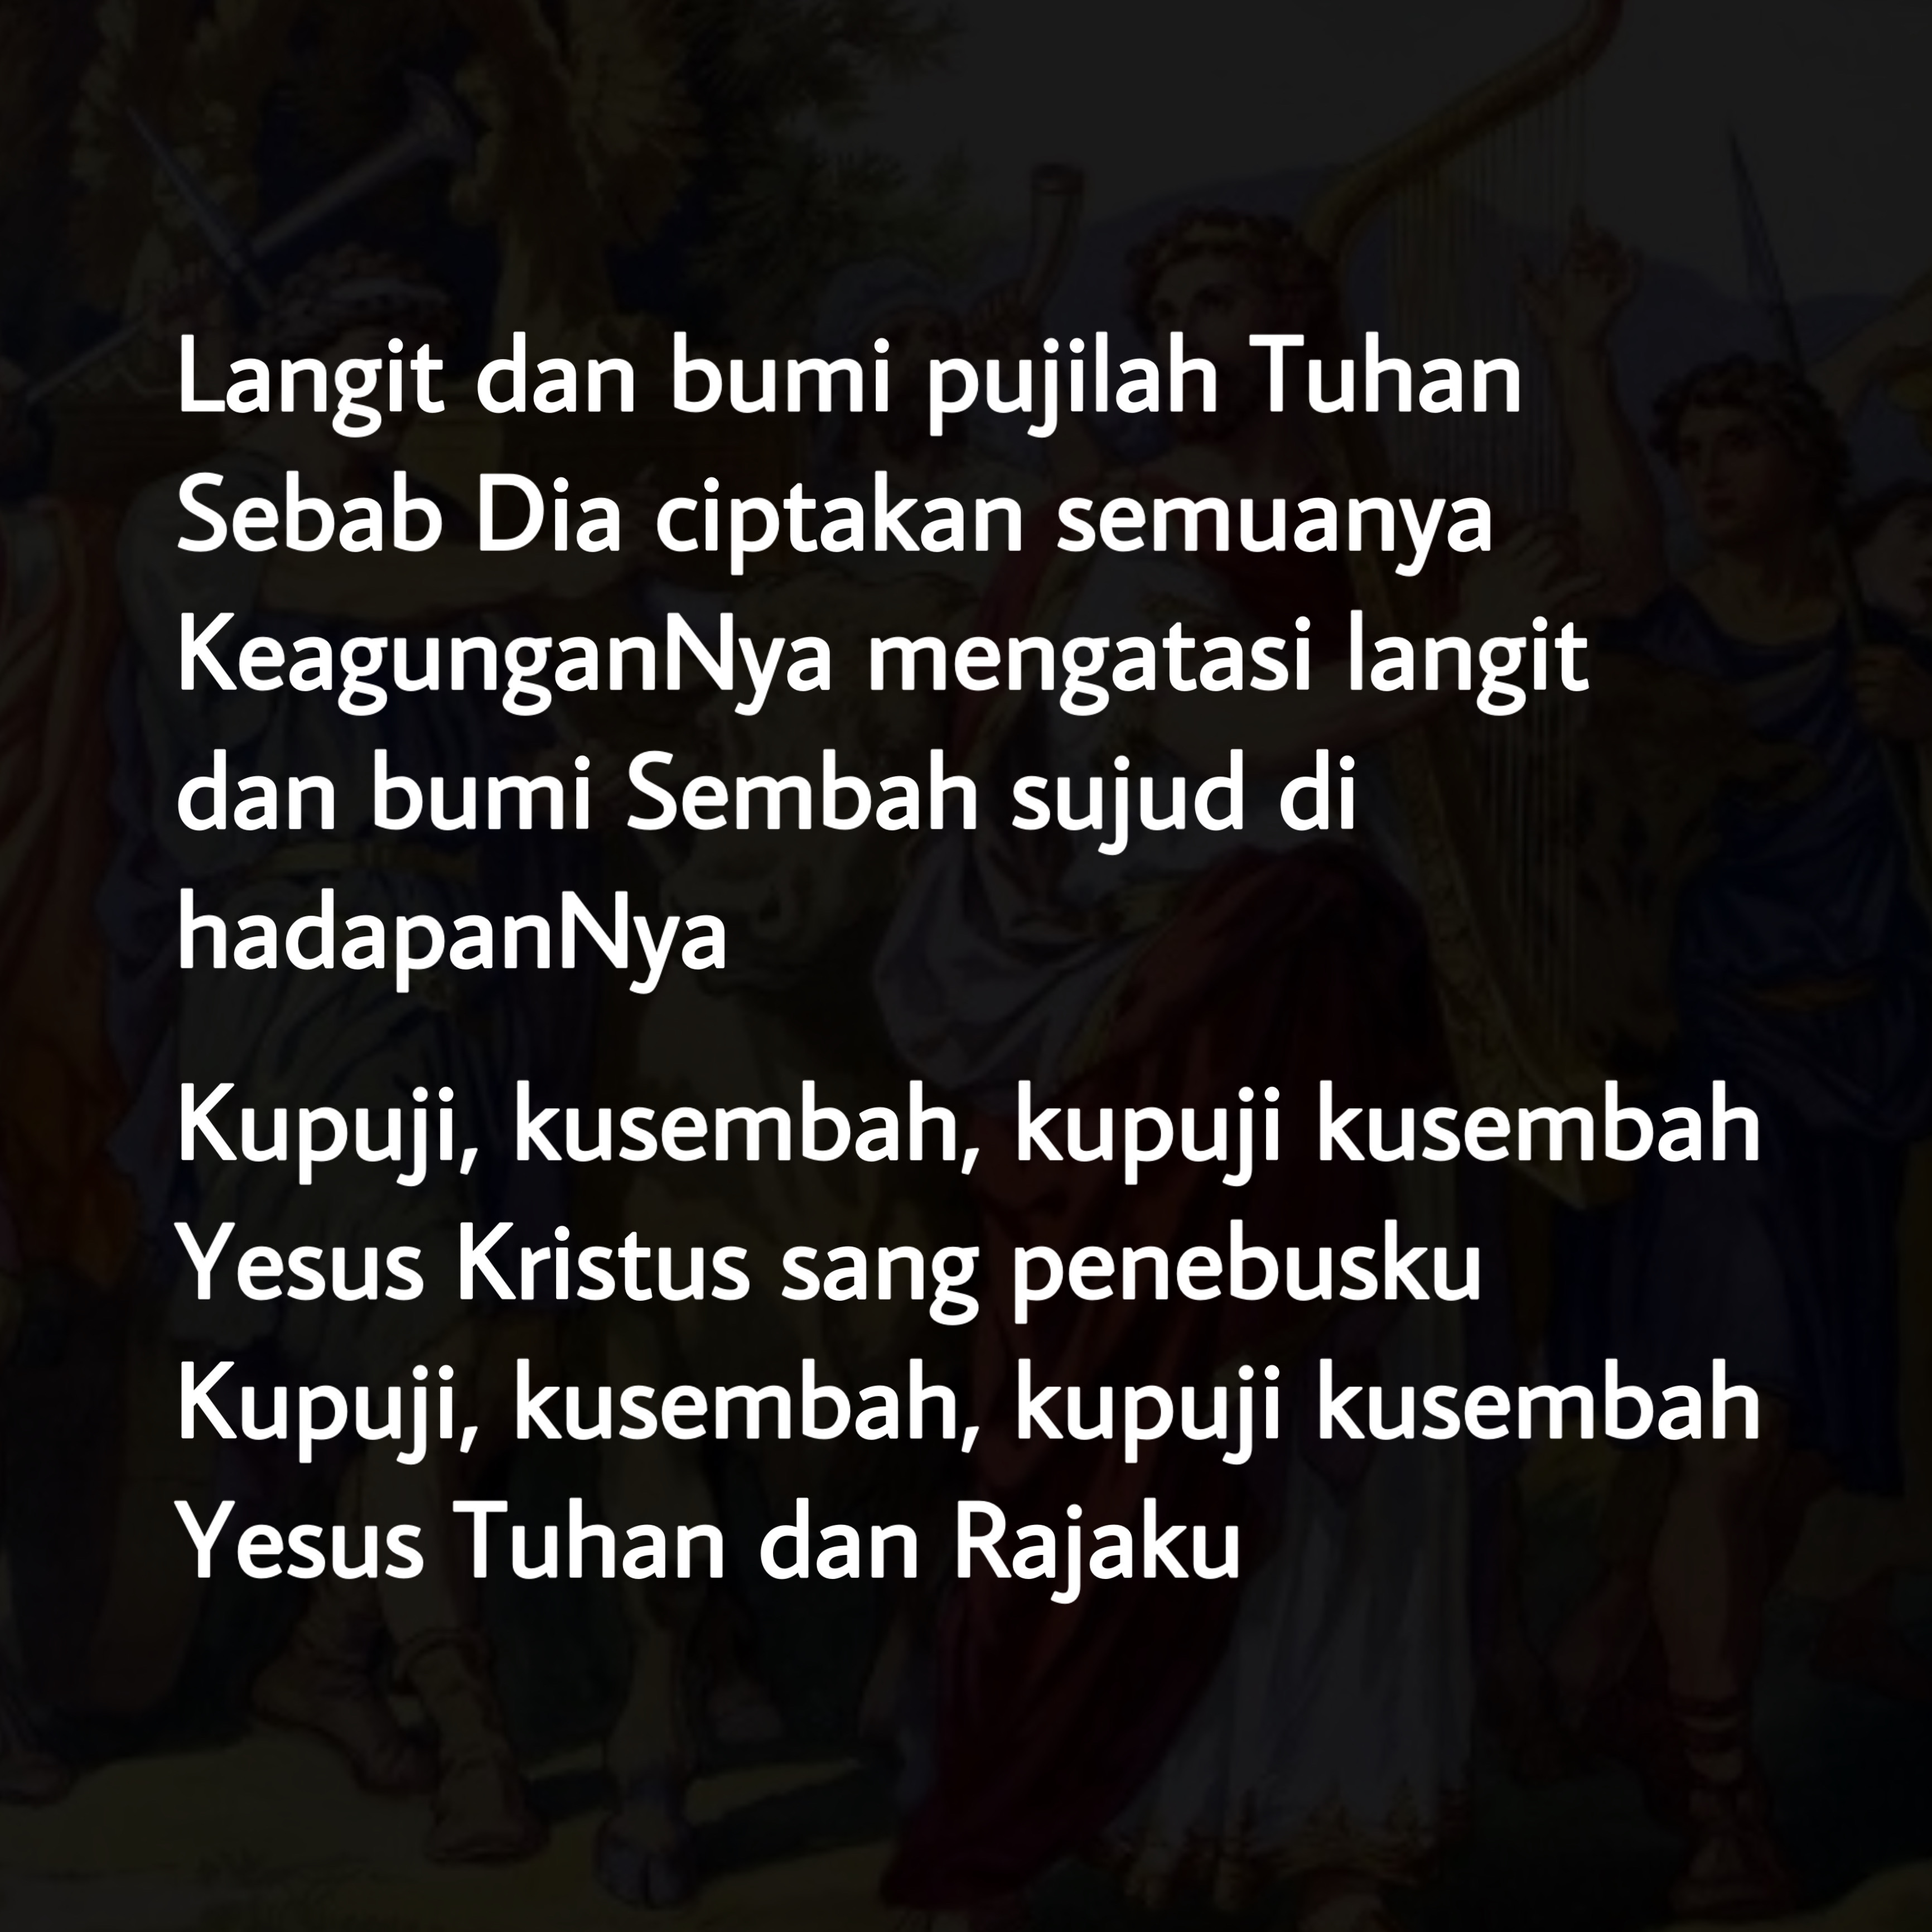 Langit dan bumi pujilah Tuhan
Sebab Dia ciptakan semuanya
KeagunganNya mengatasi langit
dan bumi Sembah sujud di
hadapanNya
Kupuji, kusembah, kupuji kusembah
Yesus Kristus sang penebusku
Kupuji, kusembah, kupuji kusembah
Yesus Tuhan dan Rajaku